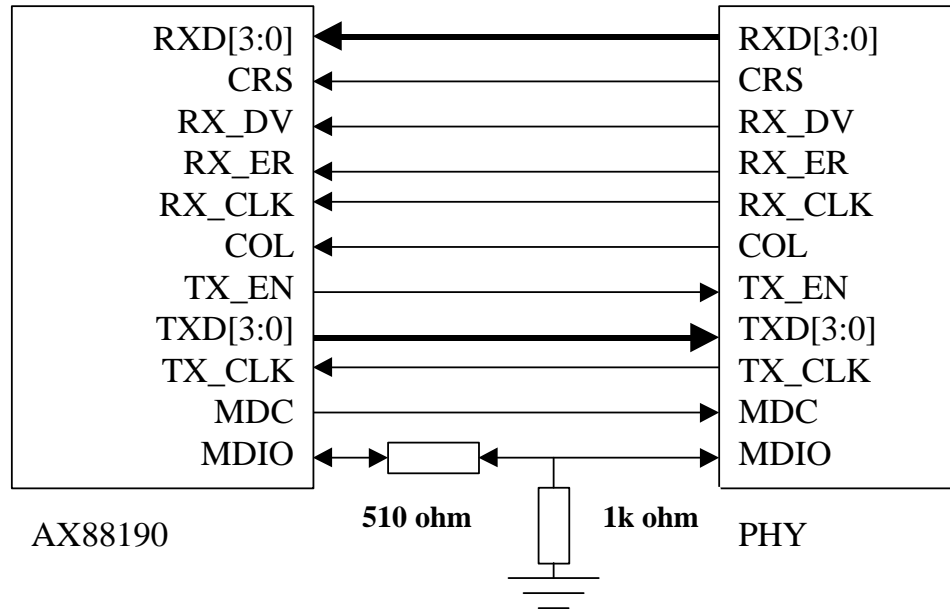 RXD[3:0] RXD[3:0]
CRS CRS
RX_DV RX_DV
RX_ER RX_ER
RX_CLK RX_CLK
COL COL
TX_EN TX_EN
TXD[3:0] TXD[3:0]
TX_CLK TX_CLK
MDC MDC
MDIO MDIO
510 ohm 1k ohm
AX88190 PHY